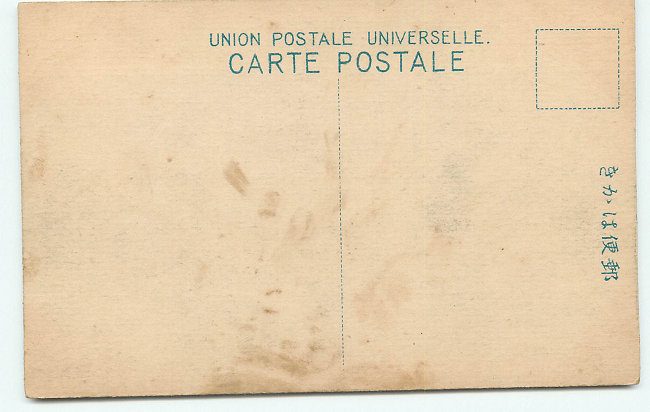 UNION POSTALE UNIVERSELLE.
CARTE POSTALE
きかは便郵